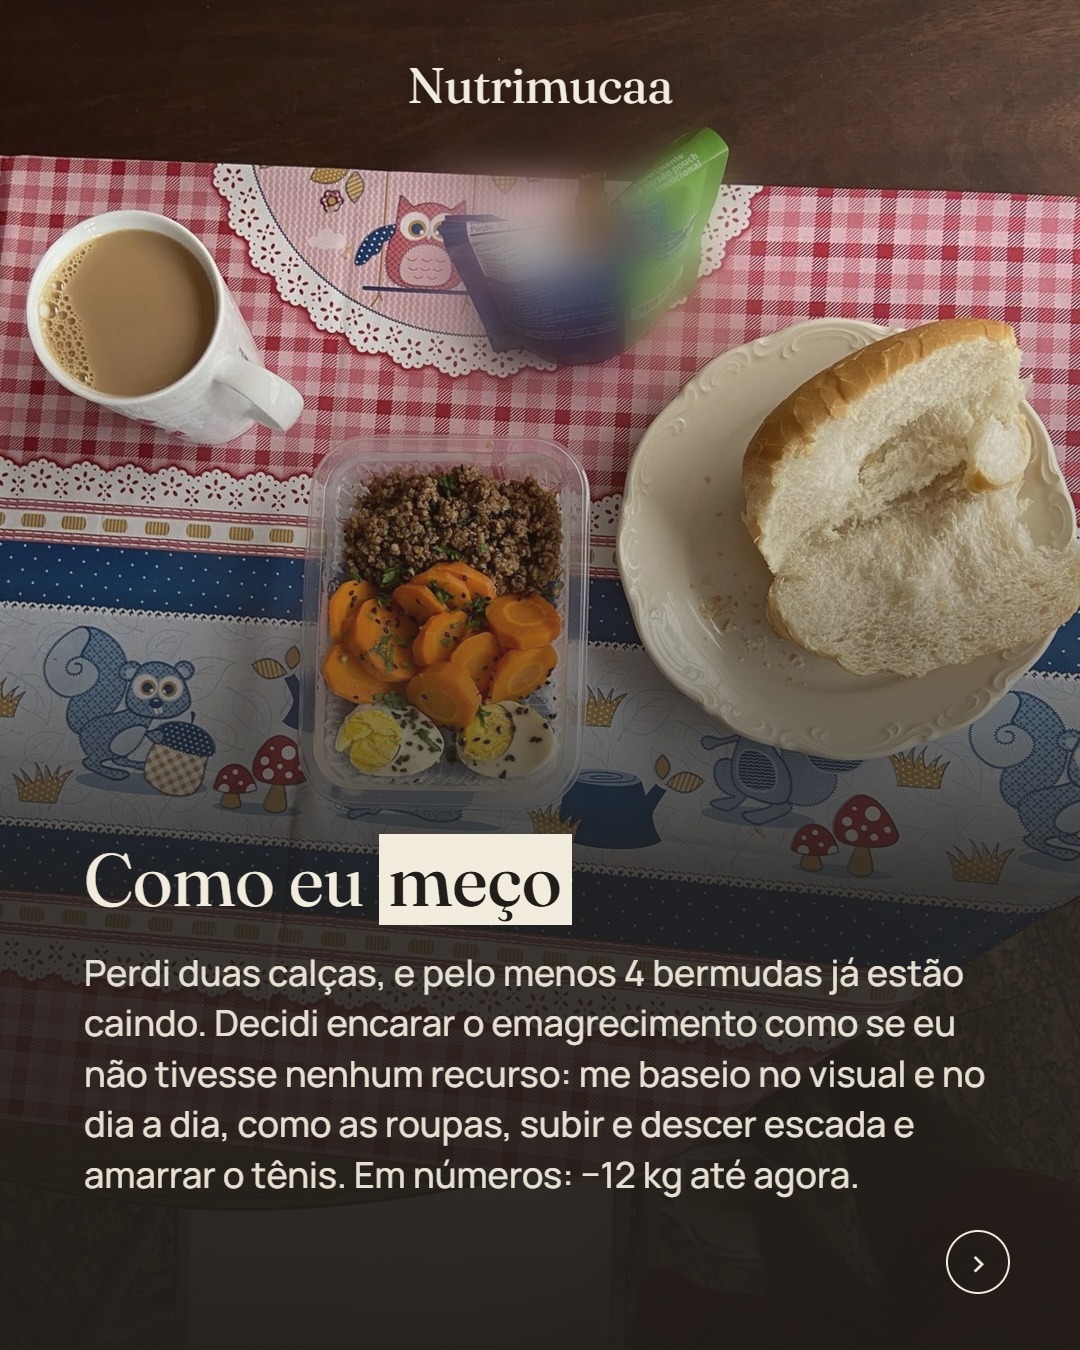 Nutrimucaa
Como eu meço
Perdi duas calças, e pelo menos 4 bermudas já estão
caindo. Decidi encarar o emagrecimento como se eu
não tivesse nenhum recurso: me baseio no visual e no
dia a dia, como as roupas, subir e descer escada e
amarrar o tênis. Em números: −12 kg até agora.